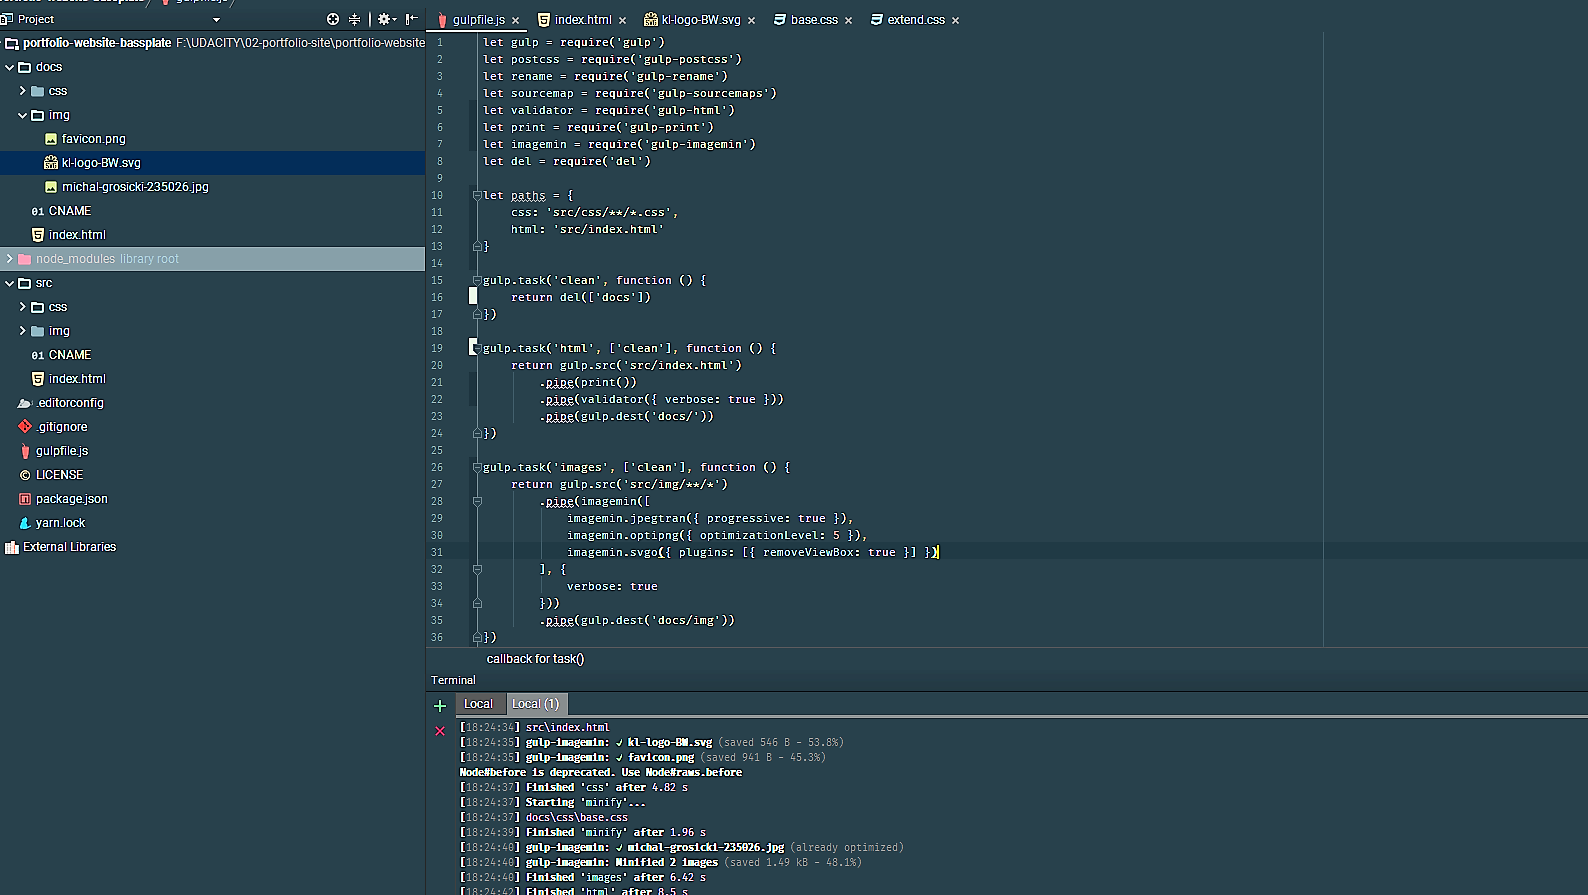 Project
portfolio-website-bassplate F:\UDACITY\02-portfolio-site\portfolio-website
docs
css
img
favicon.png
kl-logo-BW.svg
michal-grosicki-235026.jpg
CNAME
index.html
node_modules library root
src
css
img
CNAME
index.html
.editorconfig
.gitignore
gulpfile.js
LICENSE
package.json
yarn.lock
External Libraries
gulpfile.js index.html kl-logo-BW.svg base.css extend.css
1 let gulp = require('gulp')
2 let postcss = require('gulp-postcss')
3 let rename = require('gulp-rename')
4 let sourcemap = require('gulp-sourcemaps')
5 let validator = require('gulp-html')
6 let print = require('gulp-print')
7 let imagemin = require('gulp-imagemin')
8 let del = require('del')
9
10 let paths = {
11 css: 'src/css/**/*.css',
12 html: 'src/index.html'
13 }
14
15 gulp.task('clean', function () {
16 return del(['docs'])
17 })
18
19 gulp.task('html', ['clean'], function () {
20 return gulp.src('src/index.html')
21 .pipe(print())
22 .pipe(validator({ verbose: true }))
23 .pipe(gulp.dest('docs/'))
24 })
25
26 gulp.task('images', ['clean'], function () {
27 return gulp.src('src/img/**/*')
28 .pipe(imagemin([
29 imagemin.jpegtran({ progressive: true }),
30 imagemin.optipng({ optimizationLevel: 5 }),
31 imagemin.svgo({ plugins: [{ removeViewBox: true }] })
32 ], {
33 verbose: true
34 }))
35 .pipe(gulp.dest('docs/img'))
36 })
callback for task()
Terminal
Local Local (1)
[18:24:34] src\index.html
[18:24:35] gulp-imagemin: ✓ kl-logo-BW.svg (saved 546 B - 53.8%)
[18:24:35] gulp-imagemin: ✓ favicon.png (saved 941 B - 45.3%)
Node#before is deprecated. Use Node#raws.before
[18:24:37] Finished 'css' after 4.82 s
[18:24:37] Starting 'minify'...
[18:24:37] docs\css\base.css
[18:24:39] Finished 'minify' after 1.96 s
[18:24:40] gulp-imagemin: ✓ michal-grosicki-235026.jpg (already optimized)
[18:24:40] gulp-imagemin: Minified 2 images (saved 1.49 kB - 48.1%)
[18:24:40] Finished 'images' after 6.42 s
[18:24:42] Finished 'html' after 8.5 s